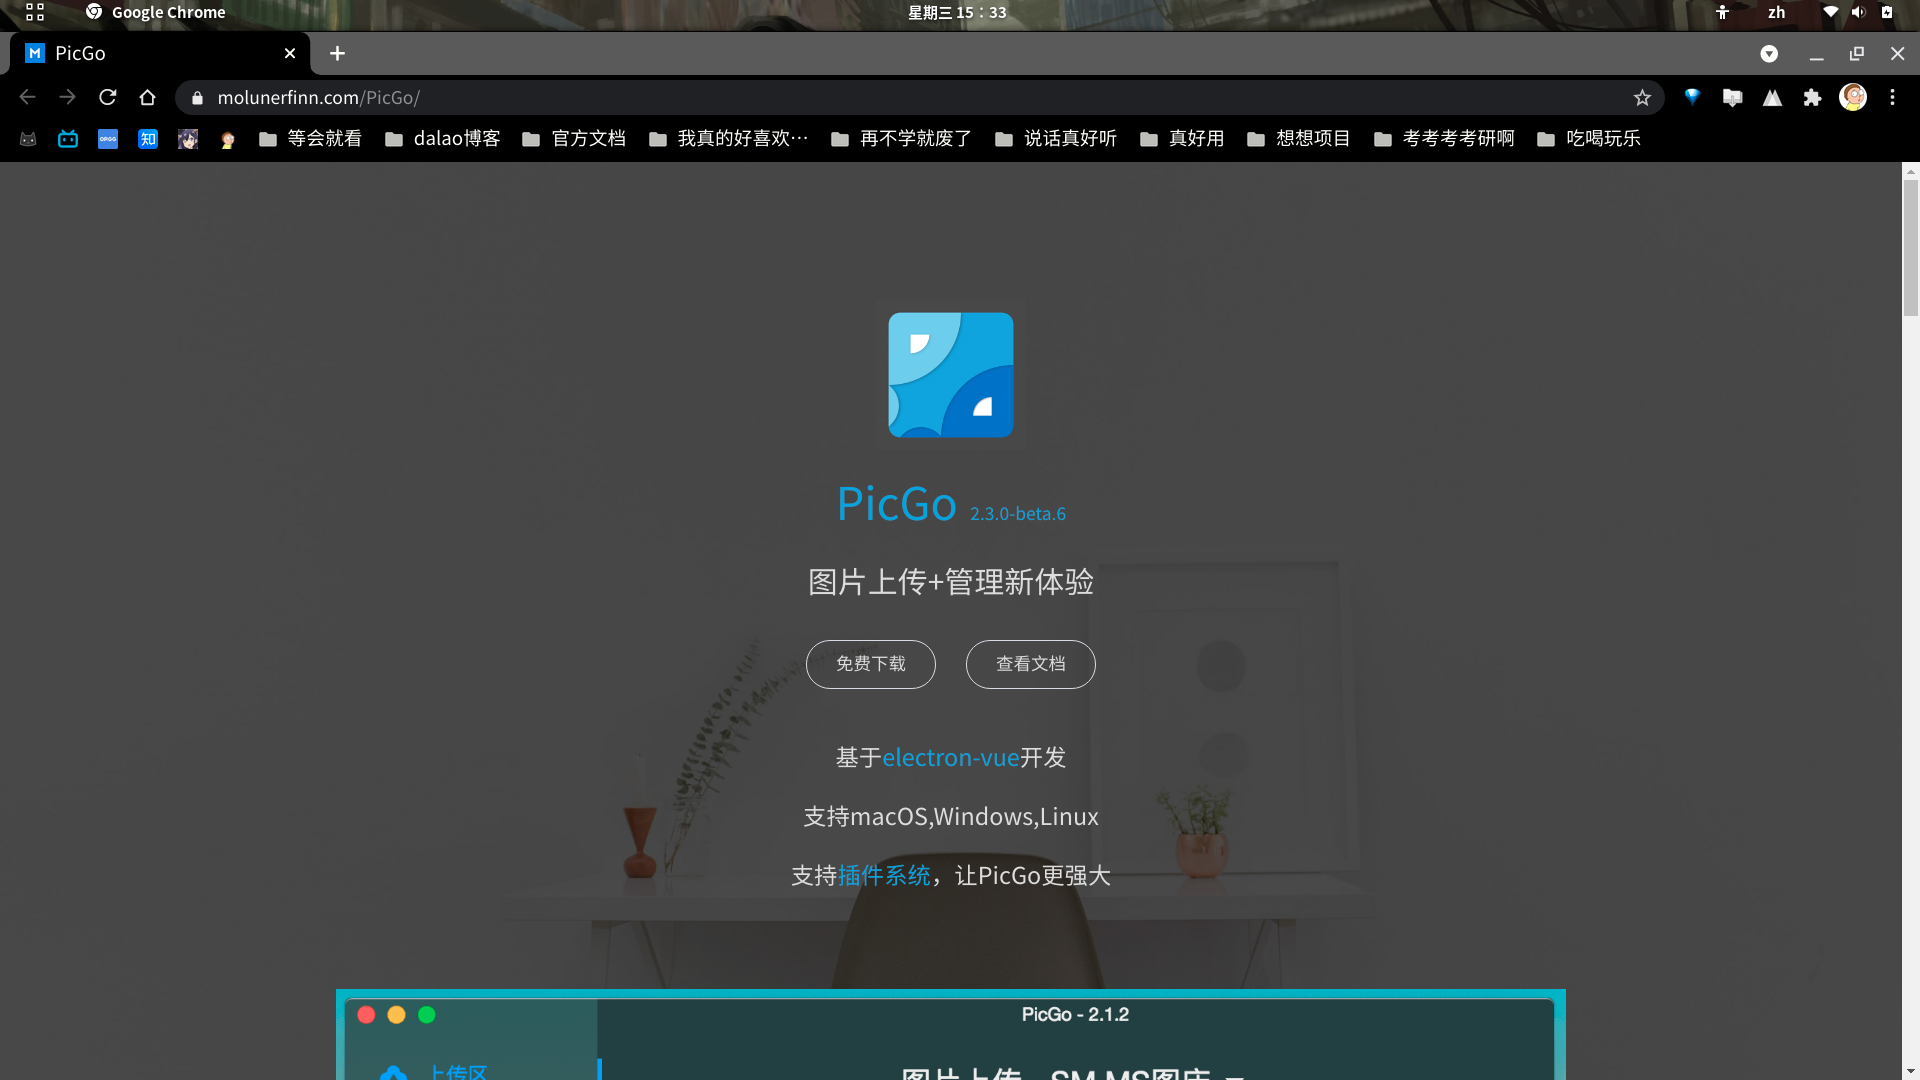 Google Chrome
星期三 15：33
zh
PicGo
molunerfinn.com/PicGo/
OPGG
知
等会就看
dalao博客
官方文档
我真的好喜欢…
再不学就废了
说话真好听
真好用
想想项目
考考考考研啊
吃喝玩乐
PicGo 2.3.0-beta.6
图片上传+管理新体验
免费下载
查看文档
基于electron-vue开发
支持macOS,Windows,Linux
支持插件系统，让PicGo更强大
PicGo - 2.1.2
上传区
图片上传 - SM.MS图床